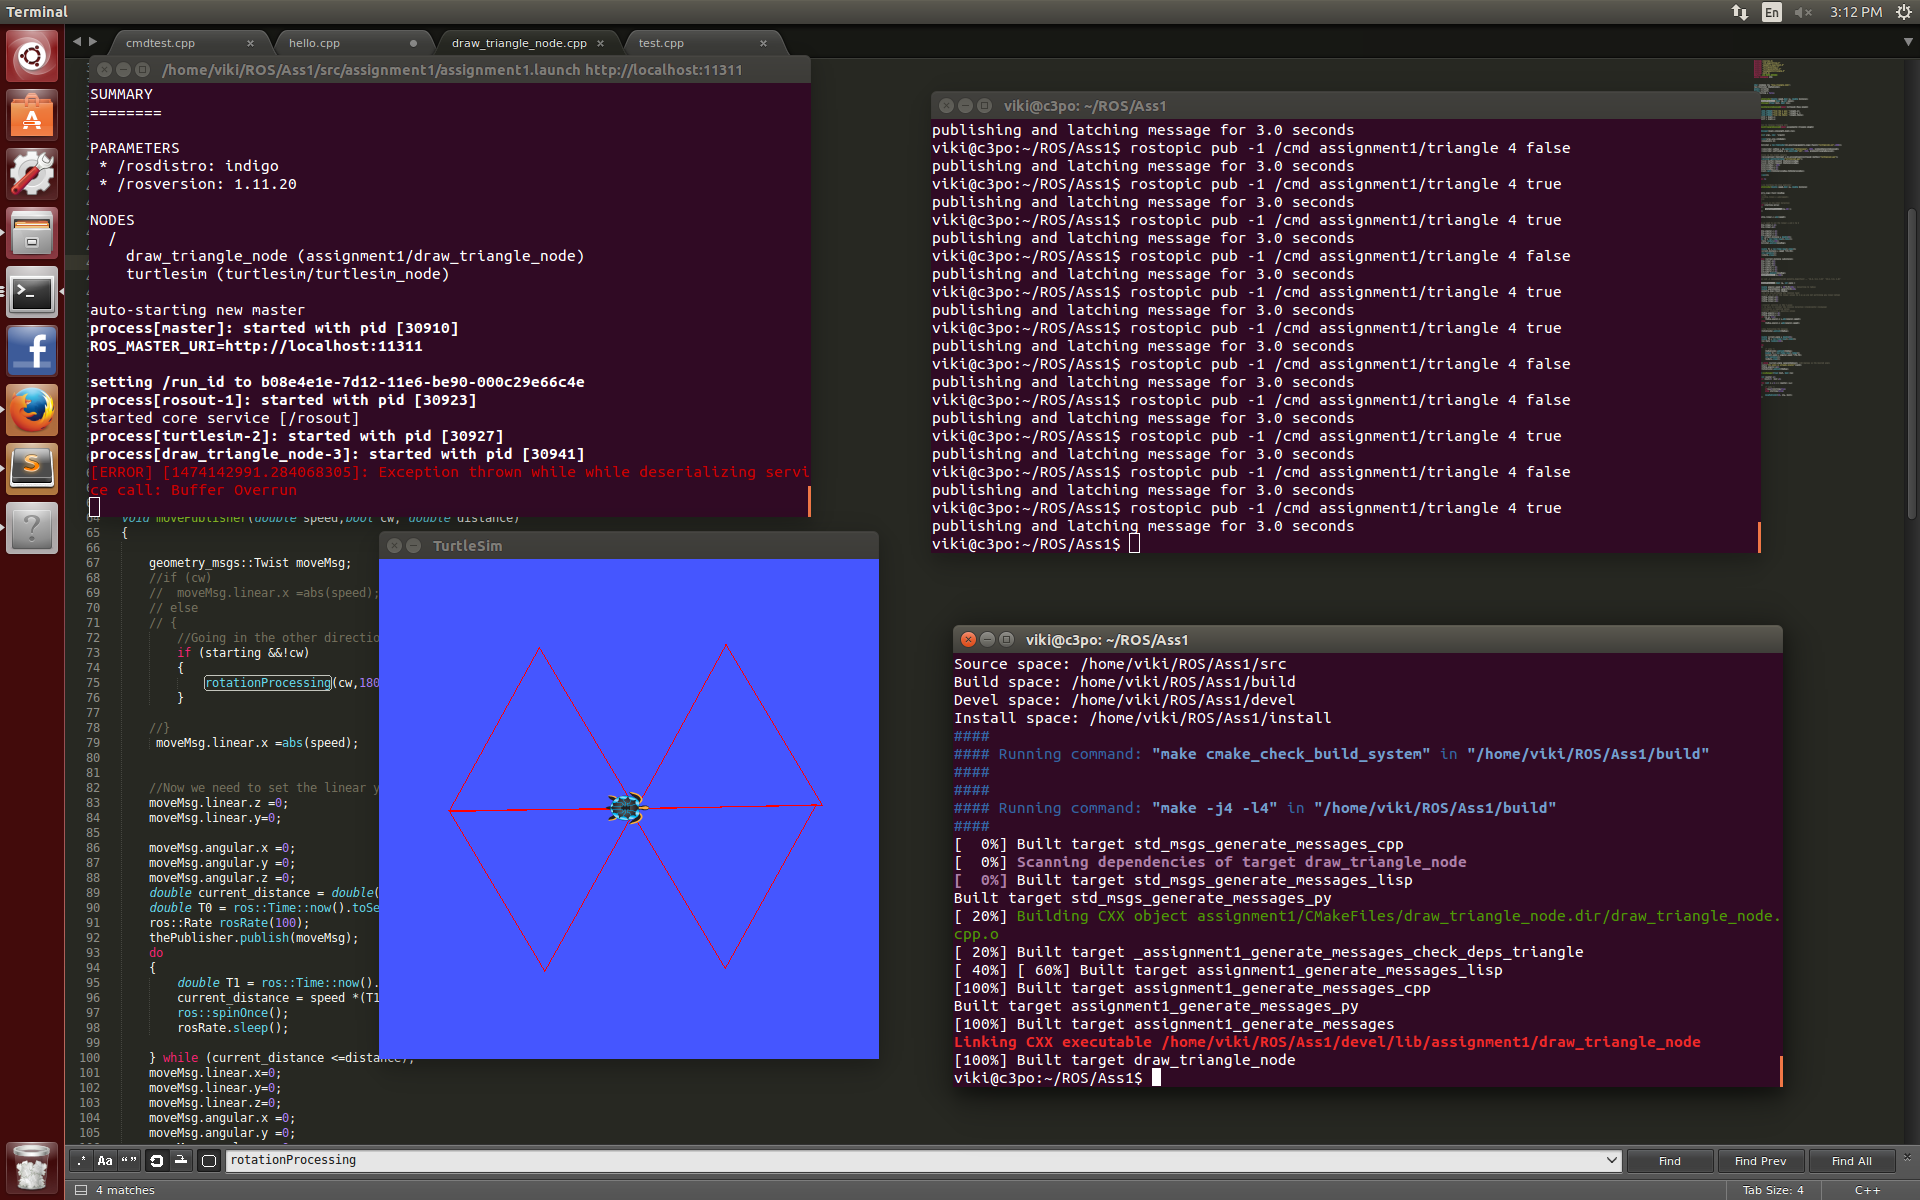 Terminal
En
3:12 PM
cmdtest.cpp
hello.cpp
draw_triangle_node.cpp
test.cpp
/home/viki/ROS/Ass1/src/assignment1/assignment1.launch http://localhost:11311
SUMMARY
========
PARAMETERS
* /rosdistro: indigo
* /rosversion: 1.11.20
NODES
/
draw_triangle_node (assignment1/draw_triangle_node)
turtlesim (turtlesim/turtlesim_node)
auto-starting new master
process[master]: started with pid [30910]
ROS_MASTER_URI=http://localhost:11311
setting /run_id to b08e4e1e-7d12-11e6-be90-000c29e66c4e
process[rosout-1]: started with pid [30923]
started core service [/rosout]
process[turtlesim-2]: started with pid [30927]
process[draw_triangle_node-3]: started with pid [30941]
[ERROR] [1474142991.284068305]: Exception thrown while while deserializing servi
ce call: Buffer Overrun
viki@c3po: ~/ROS/Ass1
publishing and latching message for 3.0 seconds
viki@c3po:~/ROS/Ass1$ rostopic pub -1 /cmd assignment1/triangle 4 false
publishing and latching message for 3.0 seconds
viki@c3po:~/ROS/Ass1$ rostopic pub -1 /cmd assignment1/triangle 4 true
publishing and latching message for 3.0 seconds
viki@c3po:~/ROS/Ass1$ rostopic pub -1 /cmd assignment1/triangle 4 true
publishing and latching message for 3.0 seconds
viki@c3po:~/ROS/Ass1$ rostopic pub -1 /cmd assignment1/triangle 4 false
publishing and latching message for 3.0 seconds
viki@c3po:~/ROS/Ass1$ rostopic pub -1 /cmd assignment1/triangle 4 true
publishing and latching message for 3.0 seconds
viki@c3po:~/ROS/Ass1$ rostopic pub -1 /cmd assignment1/triangle 4 true
publishing and latching message for 3.0 seconds
viki@c3po:~/ROS/Ass1$ rostopic pub -1 /cmd assignment1/triangle 4 false
publishing and latching message for 3.0 seconds
viki@c3po:~/ROS/Ass1$ rostopic pub -1 /cmd assignment1/triangle 4 false
publishing and latching message for 3.0 seconds
viki@c3po:~/ROS/Ass1$ rostopic pub -1 /cmd assignment1/triangle 4 true
publishing and latching message for 3.0 seconds
viki@c3po:~/ROS/Ass1$ rostopic pub -1 /cmd assignment1/triangle 4 false
publishing and latching message for 3.0 seconds
viki@c3po:~/ROS/Ass1$ rostopic pub -1 /cmd assignment1/triangle 4 true
publishing and latching message for 3.0 seconds
viki@c3po:~/ROS/Ass1$
64 void movePublisher(double speed,bool cw, double distance)
65 {
66
67 geometry_msgs::Twist moveMsg;
68 //if (cw)
69 // moveMsg.linear.x =abs(speed);
70 // else
71 // {
72 //Going in the other directio
73 if (starting &&!cw)
74 {
75 rotationProcessing(cw,180
76 }
77
78 //}
79 moveMsg.linear.x =abs(speed);
80
81
82 //Now we need to set the linear y
83 moveMsg.linear.z =0;
84 moveMsg.linear.y=0;
85
86 moveMsg.angular.x =0;
87 moveMsg.angular.y =0;
88 moveMsg.angular.z =0;
89 double current_distance = double(
90 double T0 = ros::Time::now().toSe
91 ros::Rate rosRate(100);
92 thePublisher.publish(moveMsg);
93 do
94 {
95 double T1 = ros::Time::now().
96 current_distance = speed *(T1
97 ros::spinOnce();
98 rosRate.sleep();
99
100 } while (current_distance <=distance);
101 moveMsg.linear.x=0;
102 moveMsg.linear.y=0;
103 moveMsg.linear.z=0;
104 moveMsg.angular.x =0;
105 moveMsg.angular.y =0;
TurtleSim
viki@c3po: ~/ROS/Ass1
Source space: /home/viki/ROS/Ass1/src
Build space: /home/viki/ROS/Ass1/build
Devel space: /home/viki/ROS/Ass1/devel
Install space: /home/viki/ROS/Ass1/install
####
#### Running command: "make cmake_check_build_system" in "/home/viki/ROS/Ass1/build"
####
####
#### Running command: "make -j4 -l4" in "/home/viki/ROS/Ass1/build"
####
[ 0%] Built target std_msgs_generate_messages_cpp
[ 0%] Scanning dependencies of target draw_triangle_node
[ 0%] Built target std_msgs_generate_messages_lisp
Built target std_msgs_generate_messages_py
[ 20%] Building CXX object assignment1/CMakeFiles/draw_triangle_node.dir/draw_triangle_node.
cpp.o
[ 20%] Built target _assignment1_generate_messages_check_deps_triangle
[ 40%] [ 60%] Built target assignment1_generate_messages_lisp
[100%] Built target assignment1_generate_messages_cpp
Built target assignment1_generate_messages_py
[100%] Built target assignment1_generate_messages
Linking CXX executable /home/viki/ROS/Ass1/devel/lib/assignment1/draw_triangle_node
[100%] Built target draw_triangle_node
viki@c3po:~/ROS/Ass1$
.* Aa “” rotationProcessing Find Find Prev Find All
4 matches
Tab Size: 4
C++